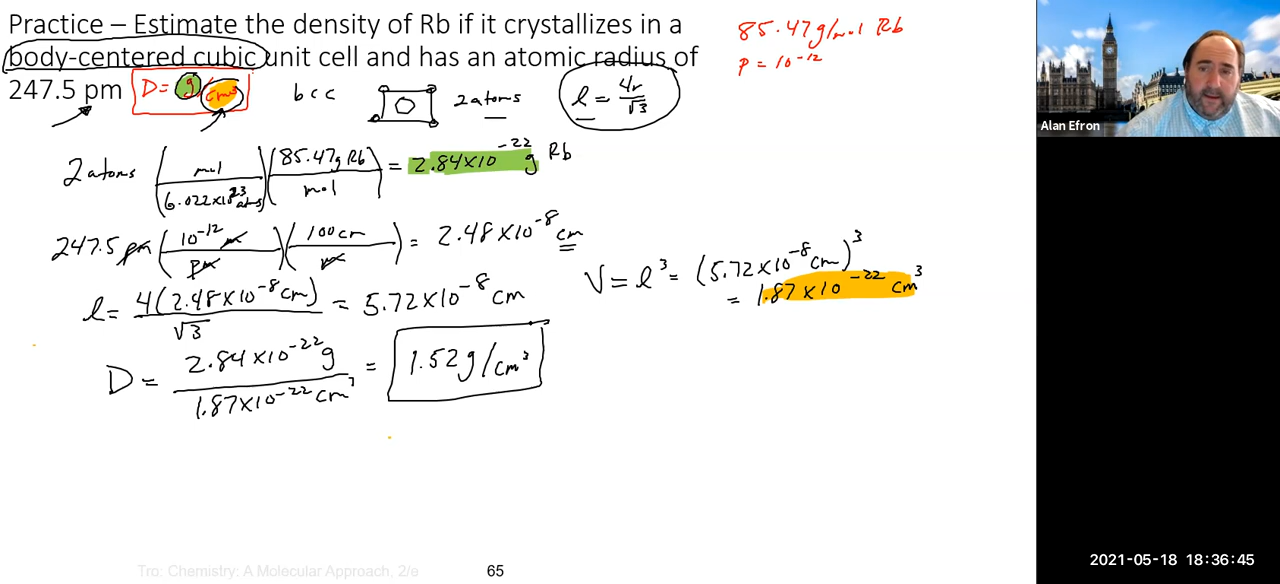 Practice – Estimate the density of Rb if it crystallizes in a
body-centered cubic unit cell and has an atomic radius of
247.5 pm D = g/cm³ bcc 2 atoms l = 4r/√3
85.47 g/mol Rb
p = 10⁻¹²
2 atoms (mol/6.022×10²³ atms)(85.47g Rb/mol) = 2.84×10⁻²² g Rb
247.5 pm (10⁻¹² m/pm)(100 cm/m) = 2.48×10⁻⁸ cm
l = 4(2.48×10⁻⁸ cm)/√3 = 5.72×10⁻⁸ cm
V = l³ = (5.72×10⁻⁸ cm)³
= 1.87×10⁻²² cm³
D = 2.84×10⁻²² g/1.87×10⁻²² cm³ = 1.52 g/cm³
Tro: Chemistry: A Molecular Approach, 2/e 65
Alan Efron
2021-05-18 18:36:45